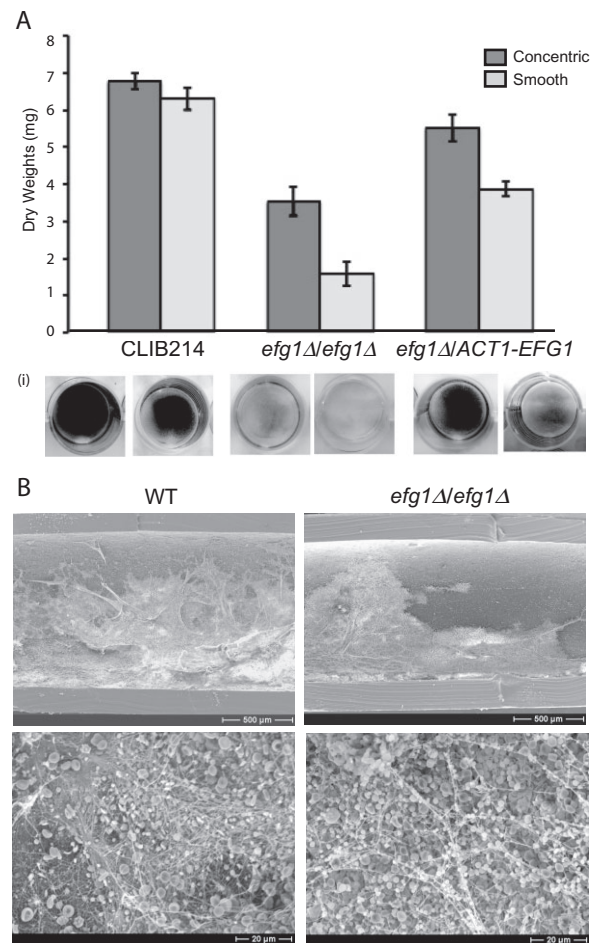 A
8
7
6
5
4
3
2
1
0
Dry Weights (mg)
Concentric
Smooth
CLIB214
efg1Δ/efg1Δ
efg1Δ/ACT1-EFG1
(i)
B
WT
efg1Δ/efg1Δ
500 µm
500 µm
20 µm
20 µm